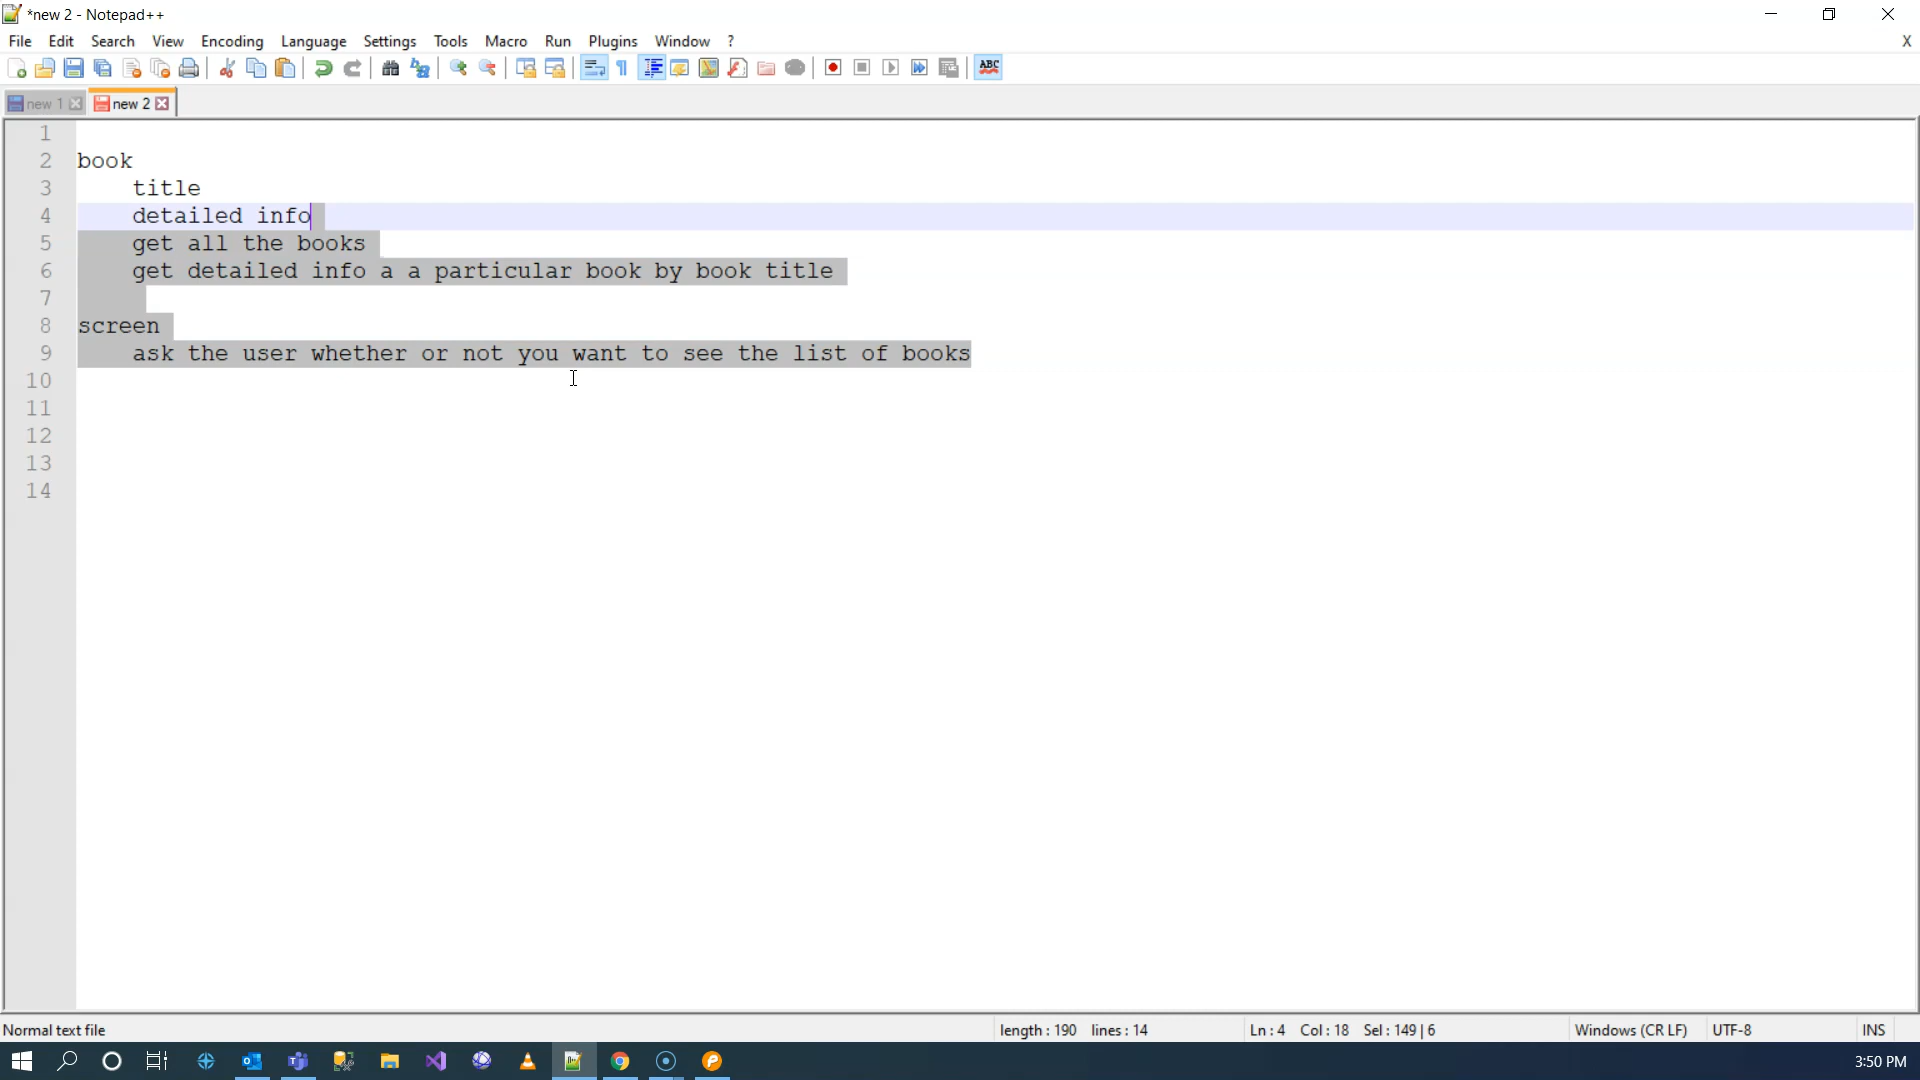 *new 2 - Notepad++
File Edit Search View Encoding Language Settings Tools Macro Run Plugins Window ? X
ABC
new 1 new 2
1
2 book
3 title
4 detailed info
5 get all the books
6 get detailed info a a particular book by book title
7
8 screen
9 ask the user whether or not you want to see the list of books
10
11
12
13
14
Normal text file length : 190 lines : 14 Ln : 4 Col : 18 Sel : 149 | 6 Windows (CR LF) UTF-8 INS
3:50 PM